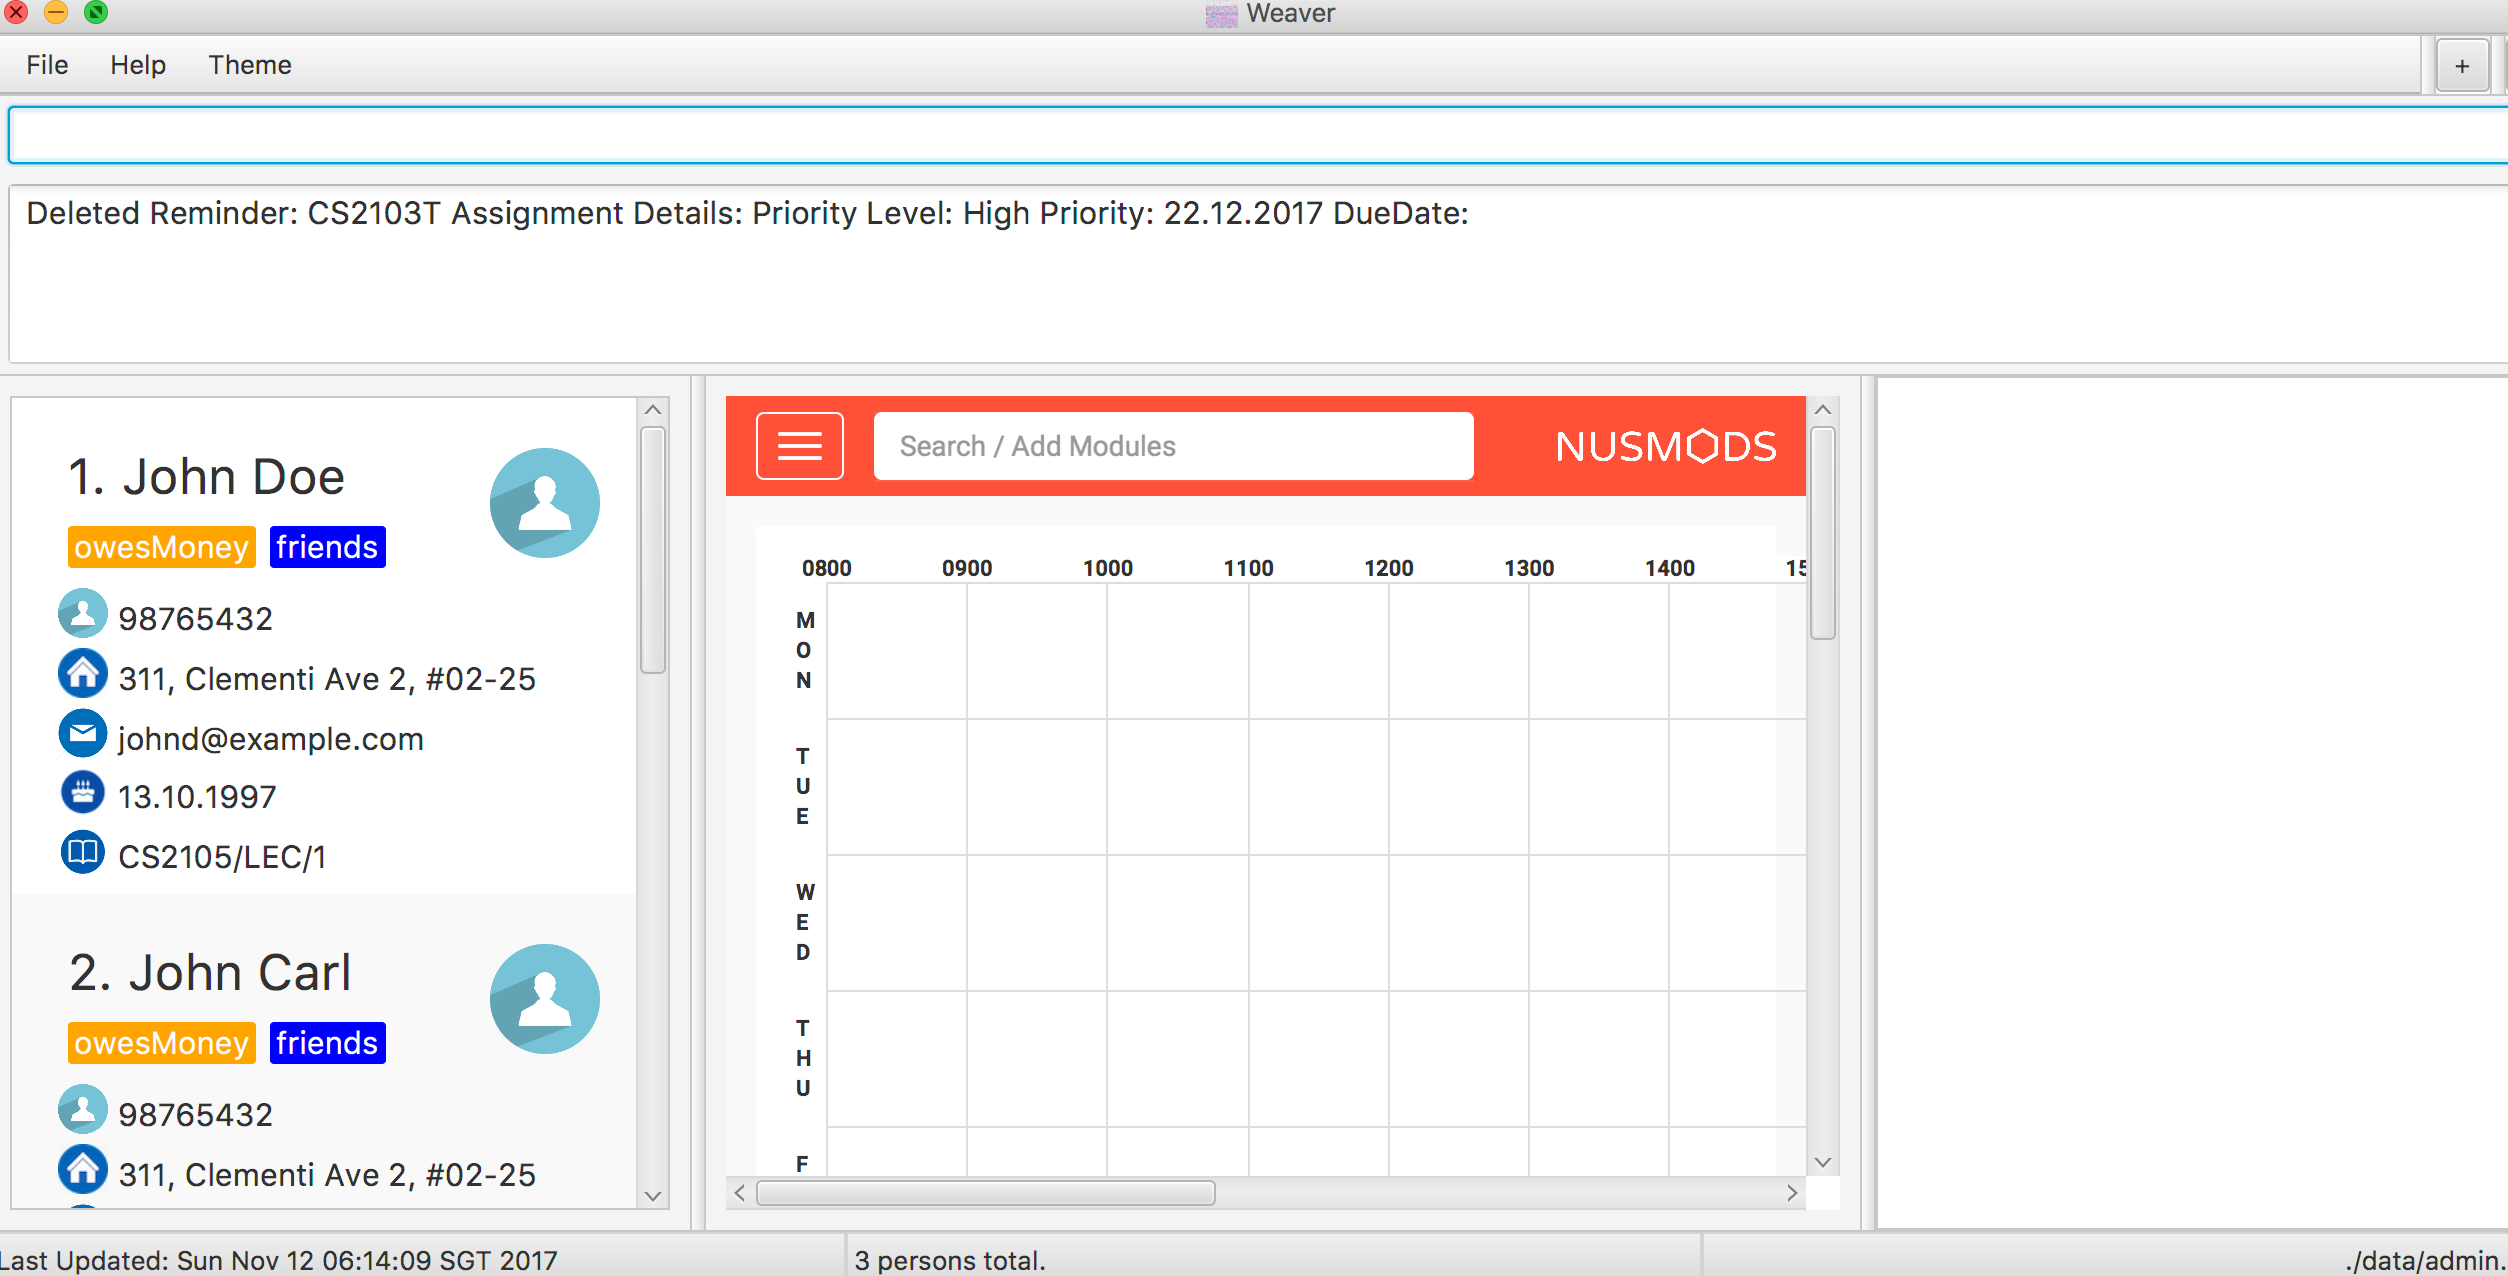 Weaver
File Help Theme +
Deleted Reminder: CS2103T Assignment Details: Priority Level: High Priority: 22.12.2017 DueDate:
1. John Doe
owesMoney friends
98765432
311, Clementi Ave 2, #02-25
johnd@example.com
13.10.1997
CS2105/LEC/1
2. John Carl
owesMoney friends
98765432
311, Clementi Ave 2, #02-25
Search / Add Modules NUSMODS
0800 0900 1000 1100 1200 1300 1400 15
MON
TUE
WED
THU
F
Last Updated: Sun Nov 12 06:14:09 SGT 2017
3 persons total.
./data/admin.